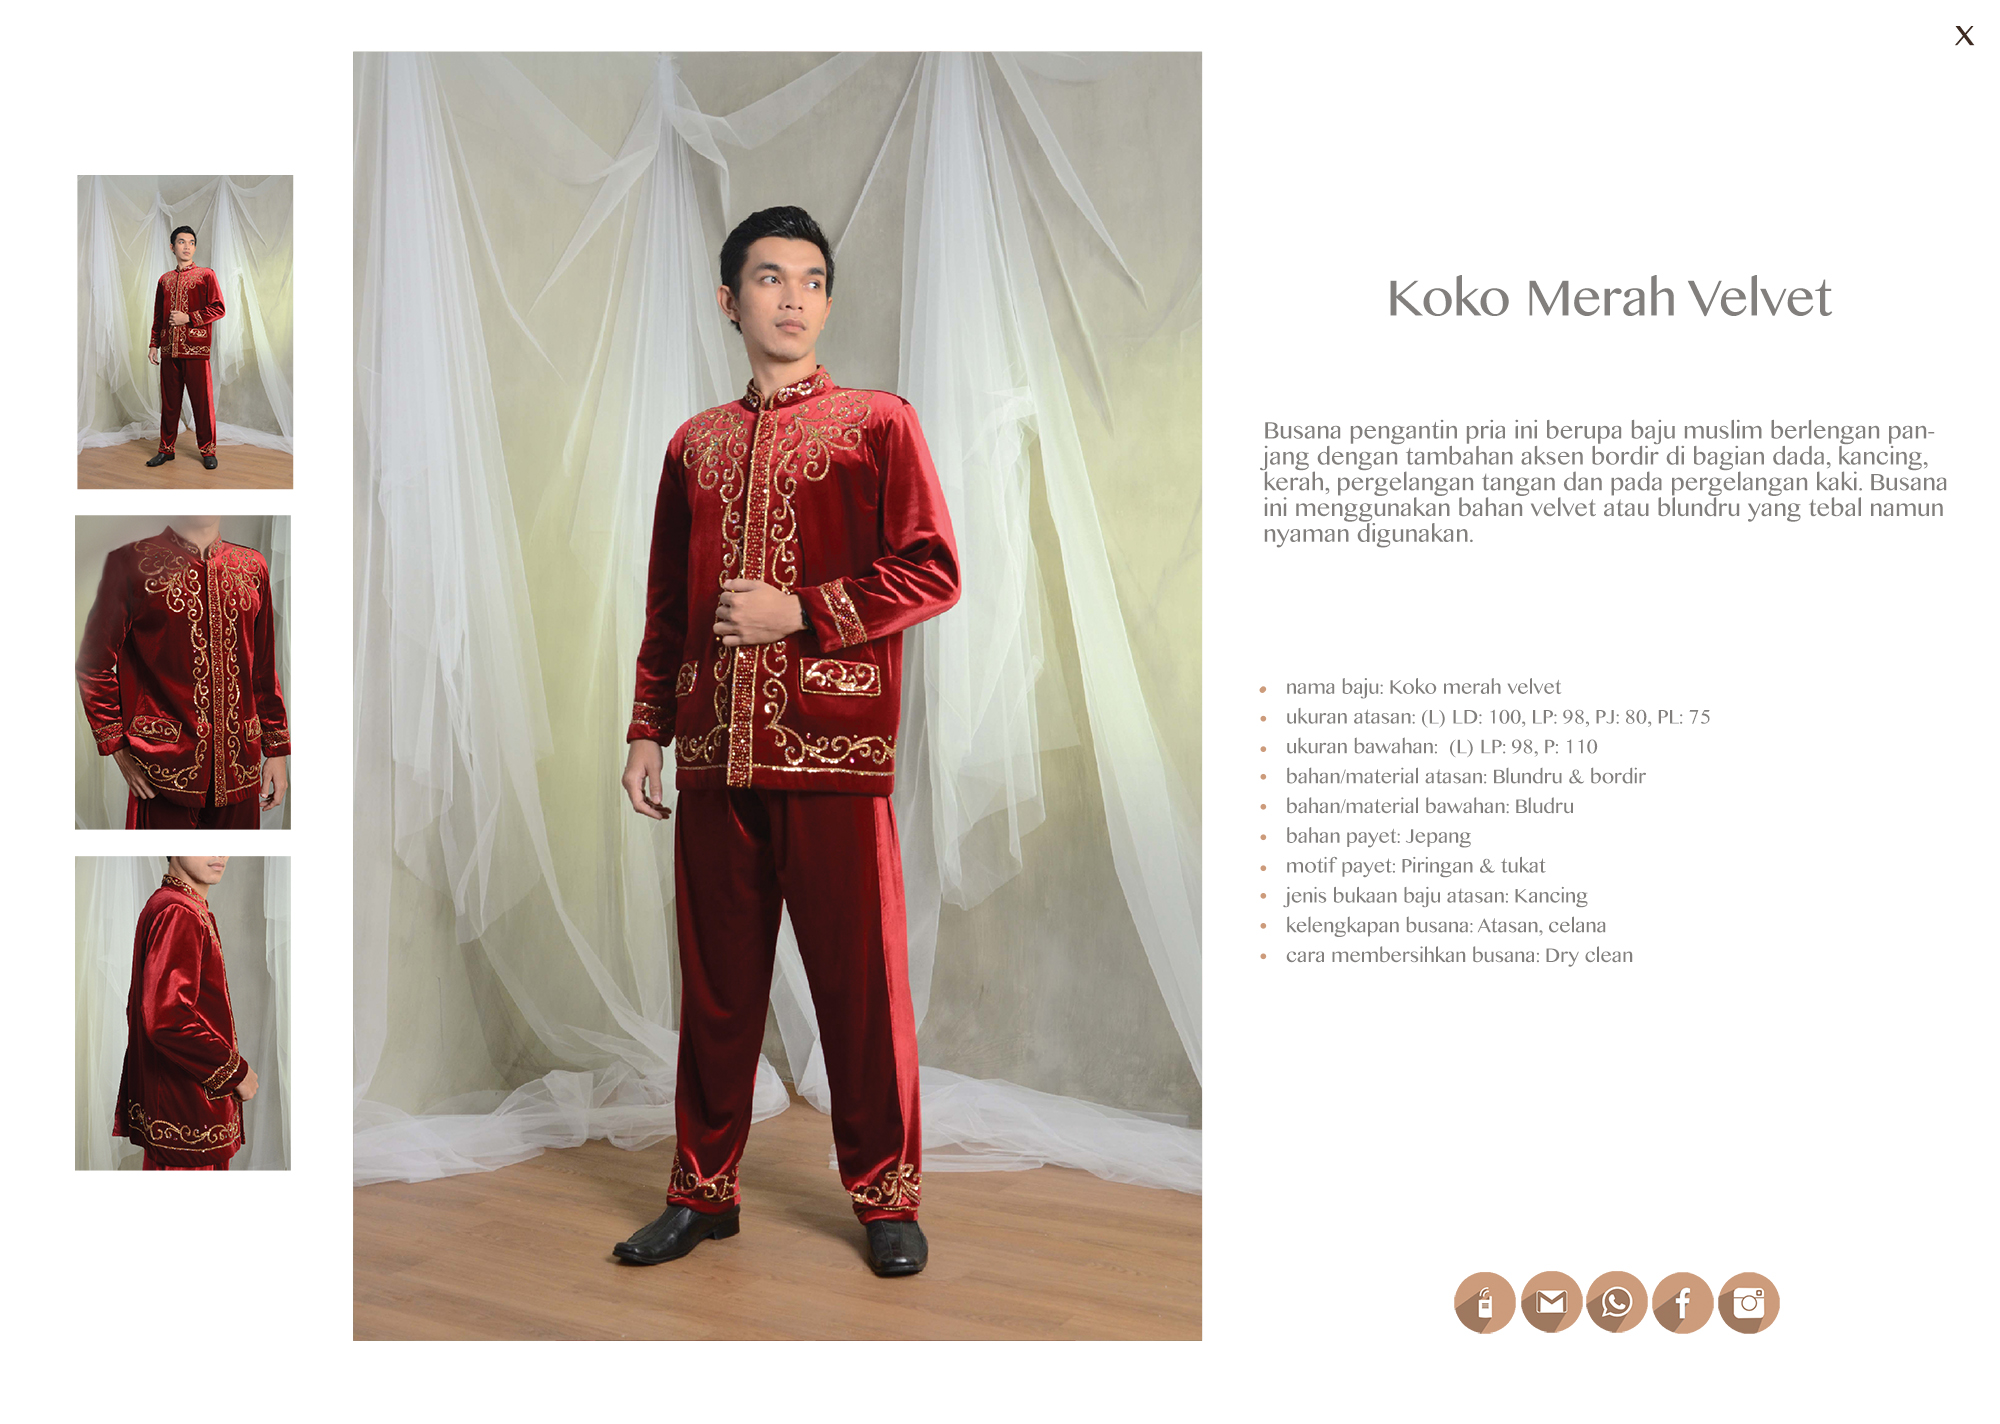 X
Koko Merah Velvet
Busana pengantin pria ini berupa baju muslim berlengan pan-
jang dengan tambahan aksen bordir di bagian dada, kancing,
kerah, pergelangan tangan dan pada pergelangan kaki. Busana
ini menggunakan bahan velvet atau blundru yang tebal namun
nyaman digunakan.
• nama baju: Koko merah velvet
• ukuran atasan: (L) LD: 100, LP: 98, PJ: 80, PL: 75
• ukuran bawahan:  (L) LP: 98, P: 110
• bahan/material atasan: Blundru & bordir
• bahan/material bawahan: Bludru
• bahan payet: Jepang
• motif payet: Piringan & tukat
• jenis bukaan baju atasan: Kancing
• kelengkapan busana: Atasan, celana
• cara membersihkan busana: Dry clean